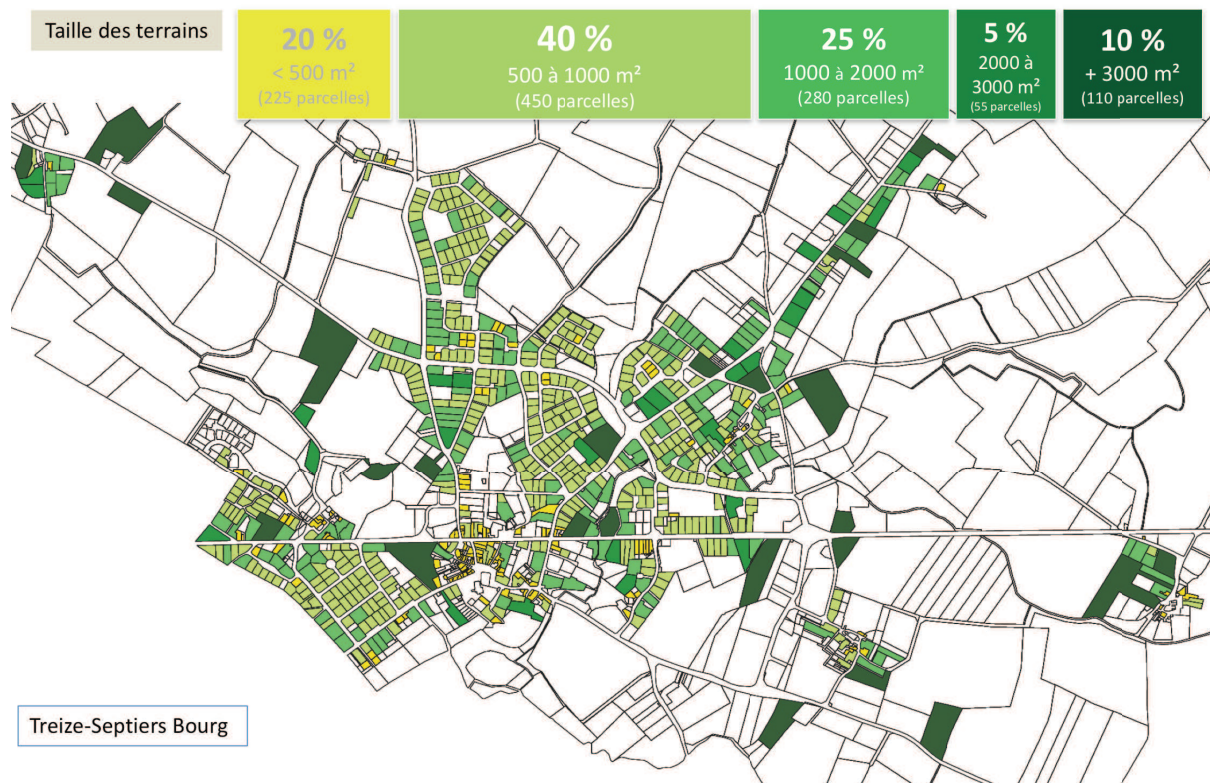 Taille des terrains
20 %
< 500 m²
(225 parcelles)
40 %
500 à 1000 m²
(450 parcelles)
25 %
1000 à 2000 m²
(280 parcelles)
5 %
2000 à
3000 m²
(55 parcelles)
10 %
+ 3000 m²
(110 parcelles)
Treize-Septiers Bourg